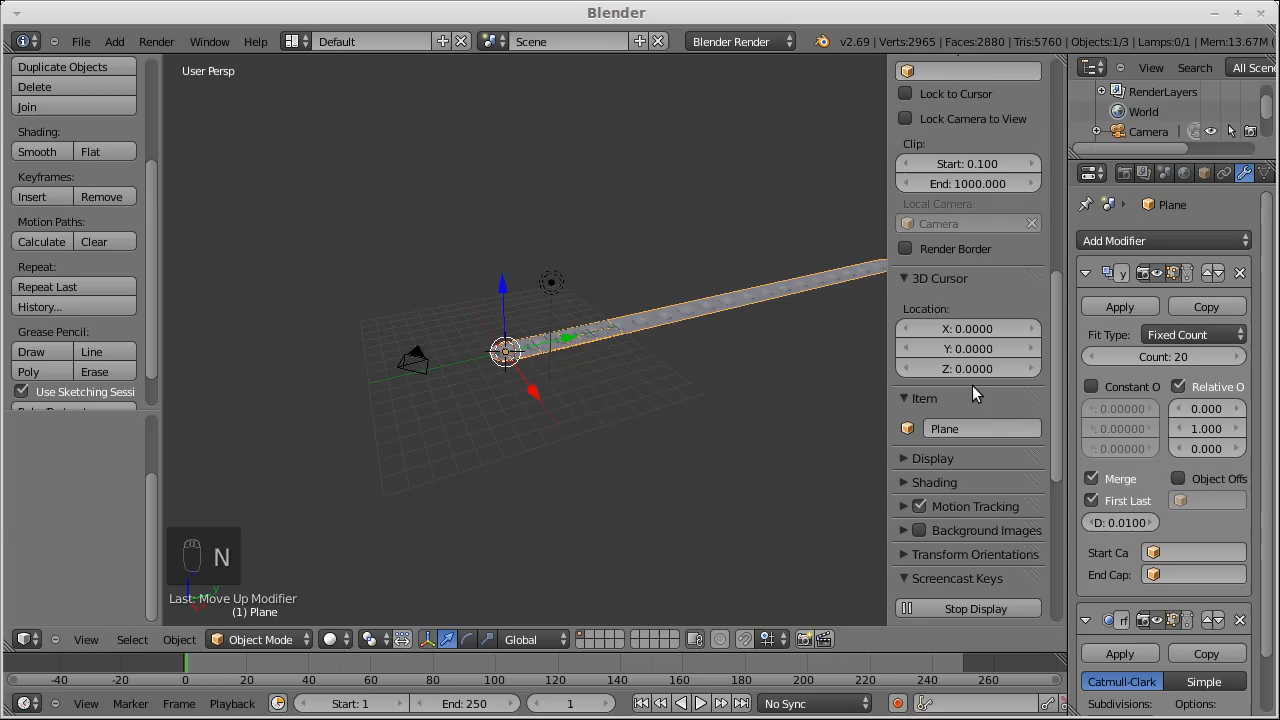 Blender
File Add Render Window Help Default Scene Blender Render v2.69 | Verts:2965 | Faces:2880 | Tris:5760 | Objects:1/3 | Lamps:0/1 | Mem:13.67M (
Duplicate Objects
Delete
Join
Shading:
Smooth Flat
Keyframes:
Insert Remove
Motion Paths:
Calculate Clear
Repeat:
Repeat Last
History...
Grease Pencil:
Draw Line
Poly Erase
Use Sketching Sessi
User Persp
N
Last: Move Up Modifier
(1) Plane
Lock to Cursor
Lock Camera to View
Clip:
Start: 0.100
End: 1000.000
Local Camera:
Camera
Render Border
3D Cursor
Location:
X: 0.0000
Y: 0.0000
Z: 0.0000
Item
Plane
Display
Shading
Motion Tracking
Background Images
Transform Orientations
Screencast Keys
Stop Display
View Search All Scene
RenderLayers
World
Camera
Plane
Add Modifier
y
Apply Copy
Fit Type: Fixed Count
Count: 20
Constant O Relative O
: 0.00000 0.000
: 0.00000 1.000
: 0.00000 0.000
Merge Object Offs
First Last
D: 0.0100
Start Ca
End Cap:
rf
Apply Copy
Catmull-Clark Simple
Subdivisions: Options:
View Select Object Object Mode Global
-40 -20 0 20 40 60 80 100 120 140 160 180 200 220 240 260
View Marker Frame Playback Start: 1 End: 250 1 No Sync